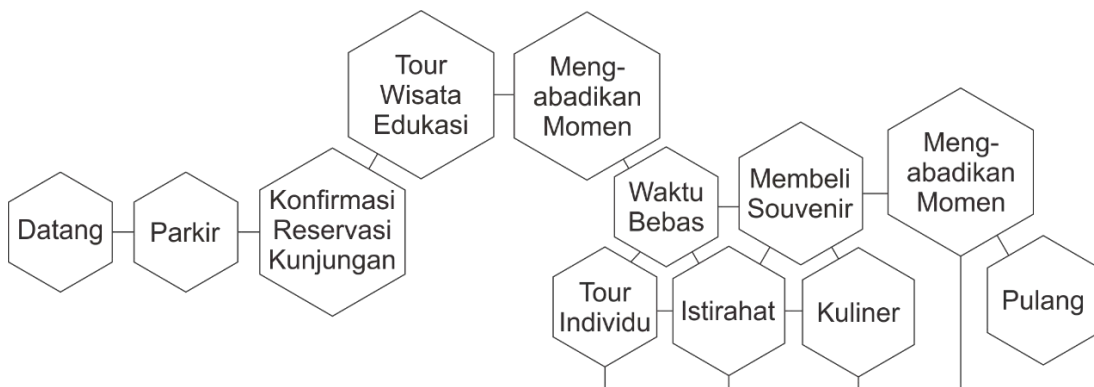 Tour
Wisata
Edukasi
Meng-
abadikan
Momen
Meng-
abadikan
Momen
Datang
Parkir
Konfirmasi
Reservasi
Kunjungan
Waktu
Bebas
Membeli
Souvenir
Tour
Individu
Istirahat
Kuliner
Pulang